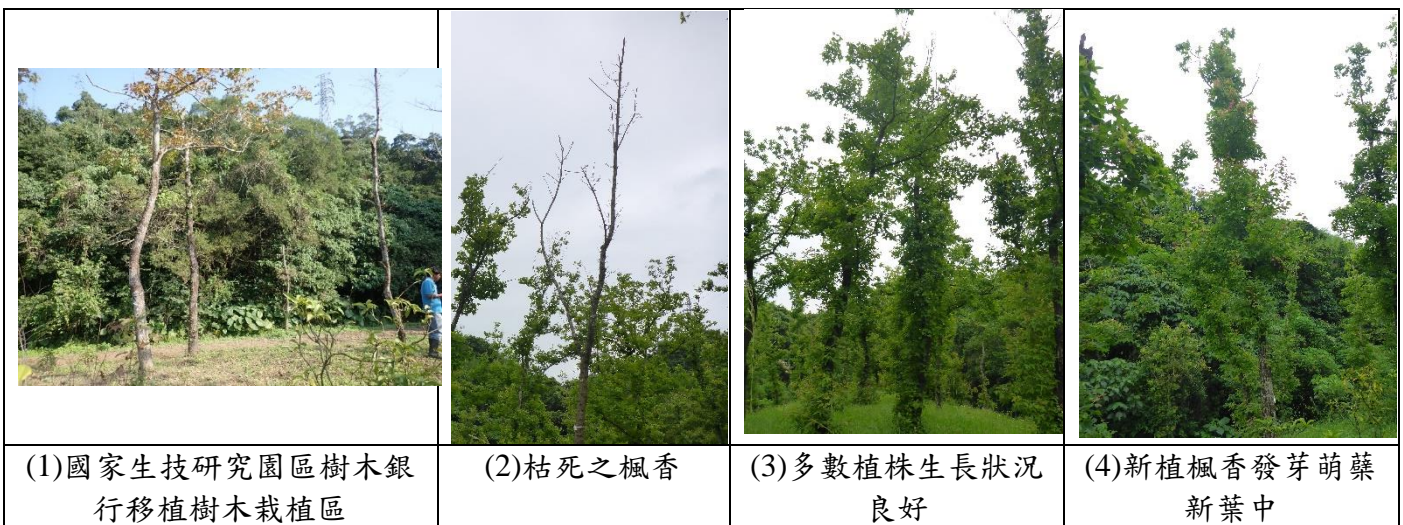 (1)國家生技研究園區樹木銀
行移植樹木栽植區
(2)枯死之楓香
(3)多數植株生長狀況
良好
(4)新植楓香發芽萌蘗
新葉中